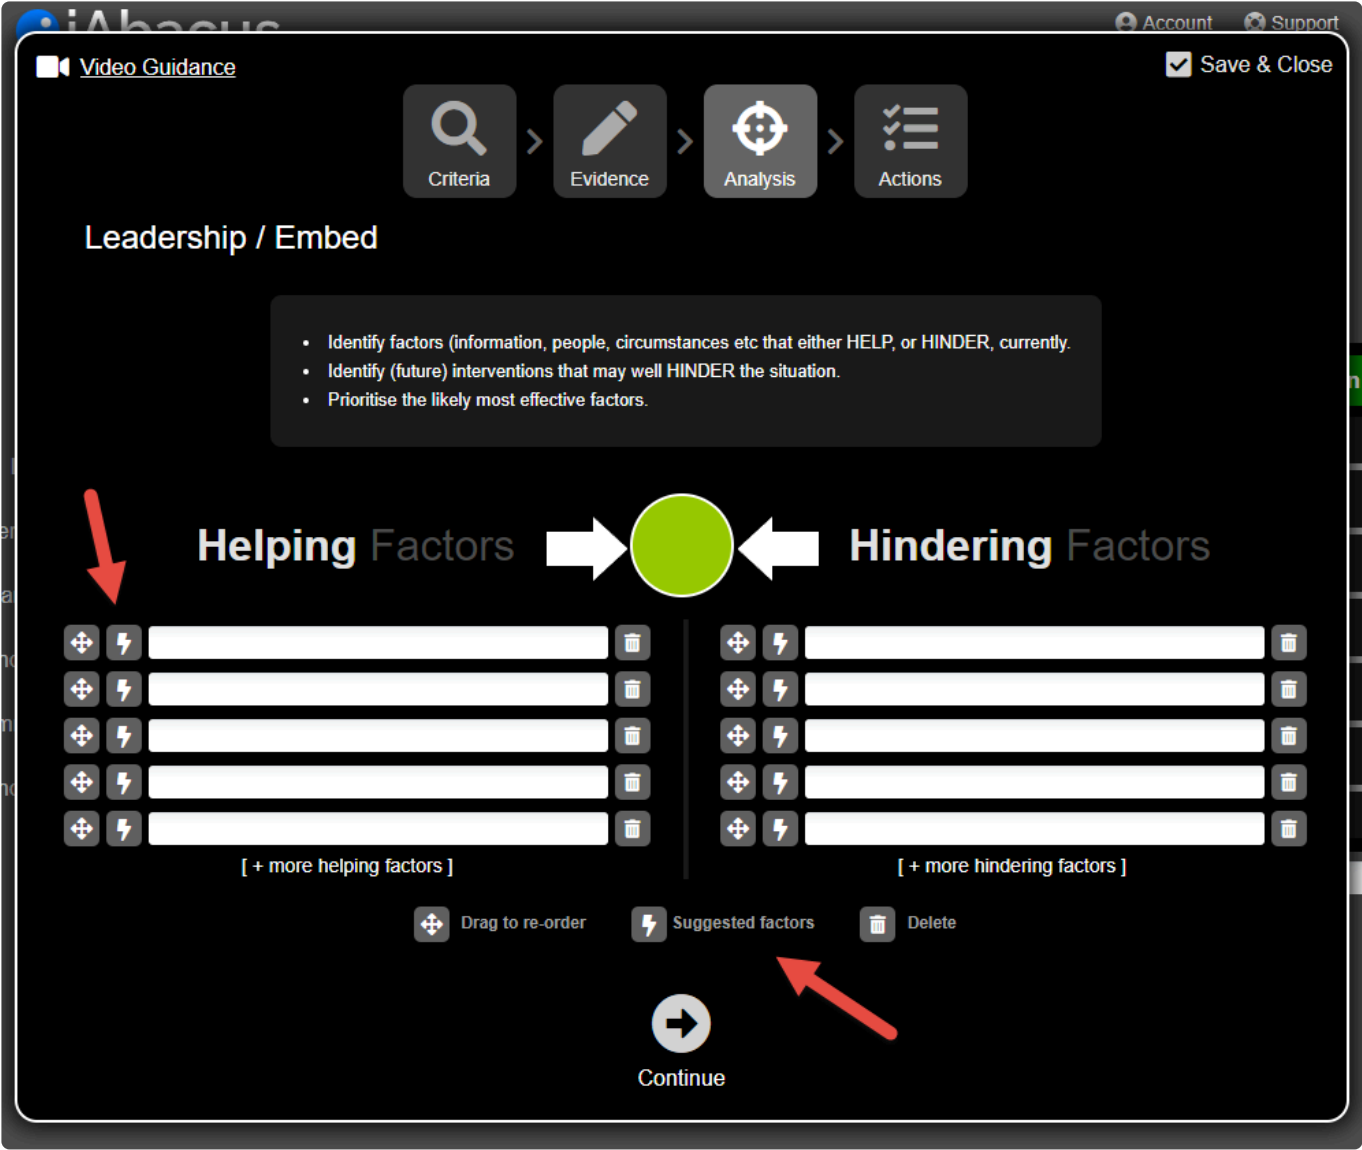 iAbacus
Account
Support
Video Guidance
Save & Close
Criteria
Evidence
Analysis
Actions
Leadership / Embed
Identify factors (information, people, circumstances etc that either HELP, or HINDER, currently.
Identify (future) interventions that may well HINDER the situation.
Prioritise the likely most effective factors.
Helping Factors
Hindering Factors
[ + more helping factors ]
[ + more hindering factors ]
Drag to re-order
Suggested factors
Delete
Continue